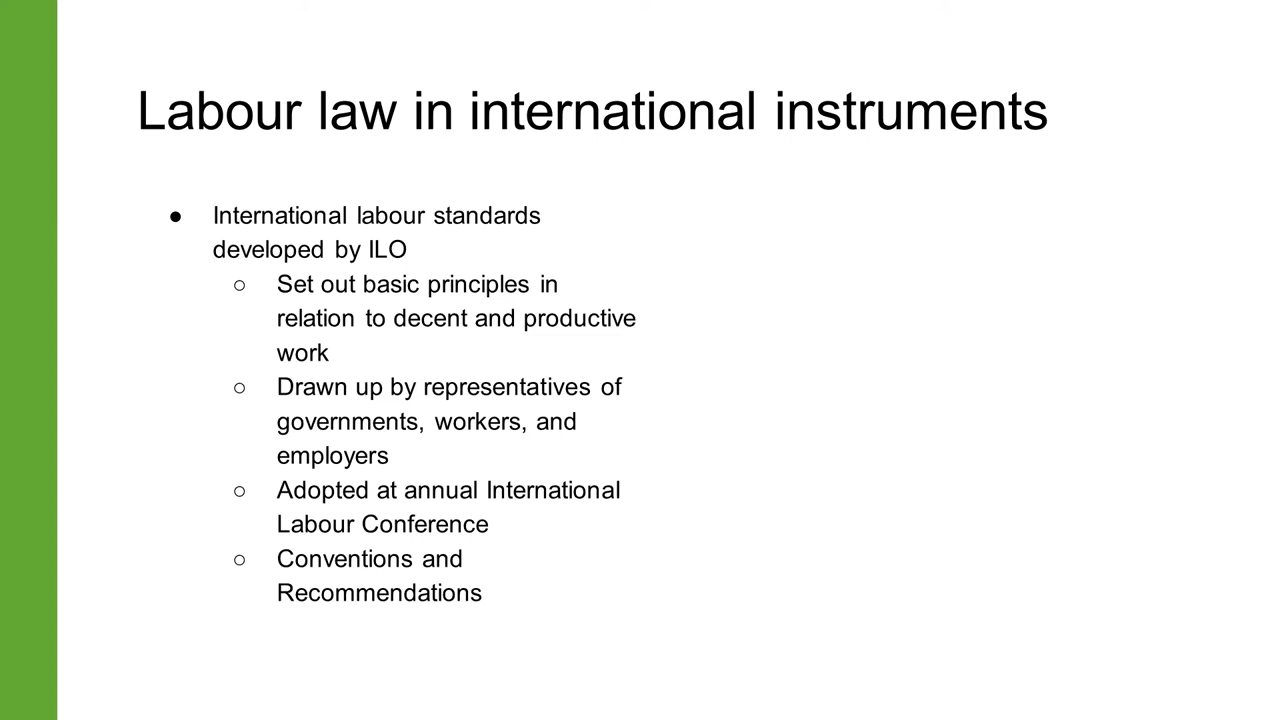 Labour law in international instruments
● International labour standards
developed by ILO
○ Set out basic principles in
relation to decent and productive
work
○ Drawn up by representatives of
governments, workers, and
employers
○ Adopted at annual International
Labour Conference
○ Conventions and
Recommendations